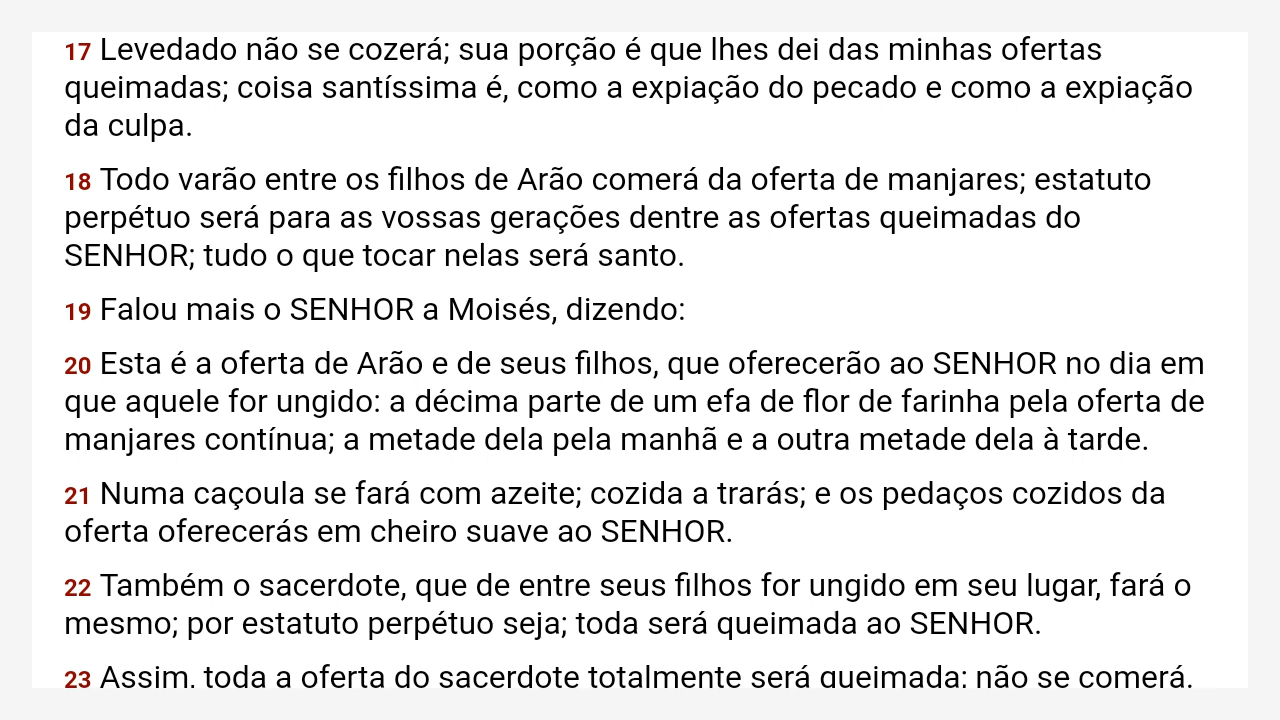 17 Levedado não se cozerá; sua porção é que lhes dei das minhas ofertas
queimadas; coisa santíssima é, como a expiação do pecado e como a expiação
da culpa.
18 Todo varão entre os filhos de Arão comerá da oferta de manjares; estatuto
perpétuo será para as vossas gerações dentre as ofertas queimadas do
SENHOR; tudo o que tocar nelas será santo.
19 Falou mais o SENHOR a Moisés, dizendo:
20 Esta é a oferta de Arão e de seus filhos, que oferecerão ao SENHOR no dia em
que aquele for ungido: a décima parte de um efa de flor de farinha pela oferta de
manjares contínua; a metade dela pela manhã e a outra metade dela à tarde.
21 Numa caçoula se fará com azeite; cozida a trarás; e os pedaços cozidos da
oferta oferecerás em cheiro suave ao SENHOR.
22 Também o sacerdote, que de entre seus filhos for ungido em seu lugar, fará o
mesmo; por estatuto perpétuo seja; toda será queimada ao SENHOR.
23 Assim, toda a oferta do sacerdote totalmente será queimada; não se comerá.